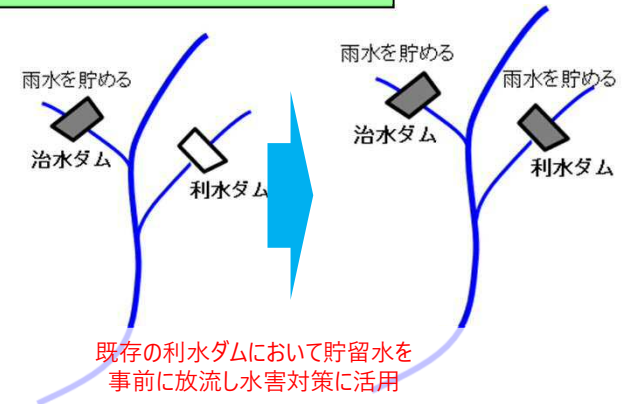 雨水を貯める
治水ダム
利水ダム
雨水を貯める
雨水を貯める
治水ダム
利水ダム
既存の利水ダムにおいて貯留水を
事前に放流し水害対策に活用